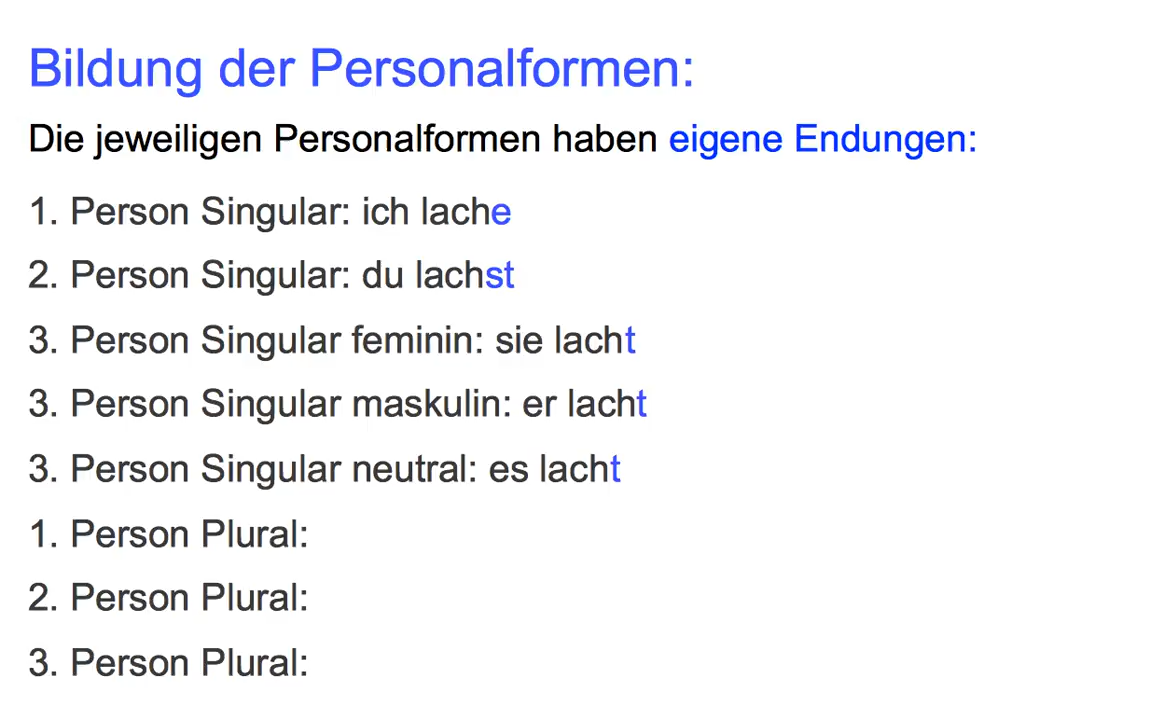 Bildung der Personalformen:
Die jeweiligen Personalformen haben eigene Endungen:
1. Person Singular: ich lache
2. Person Singular: du lachst
3. Person Singular feminin: sie lacht
3. Person Singular maskulin: er lacht
3. Person Singular neutral: es lacht
1. Person Plural:
2. Person Plural:
3. Person Plural: